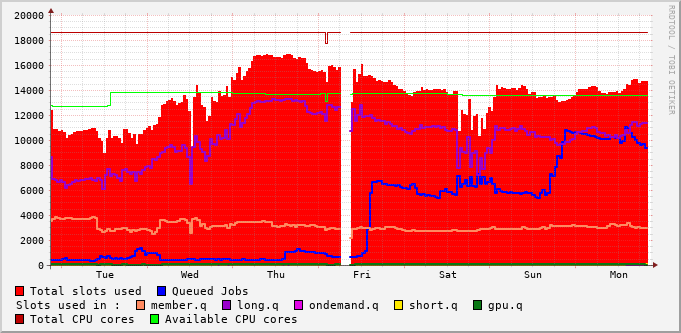 20000
18000
16000
14000
12000
10000
8000
6000
4000
2000
0
Tue Wed Thu Fri Sat Sun Mon
RRDTOOL / TOBI OETIKER
Total slots used Queued Jobs
Slots used in : member.q long.q ondemand.q short.q gpu.q
Total CPU cores Available CPU cores